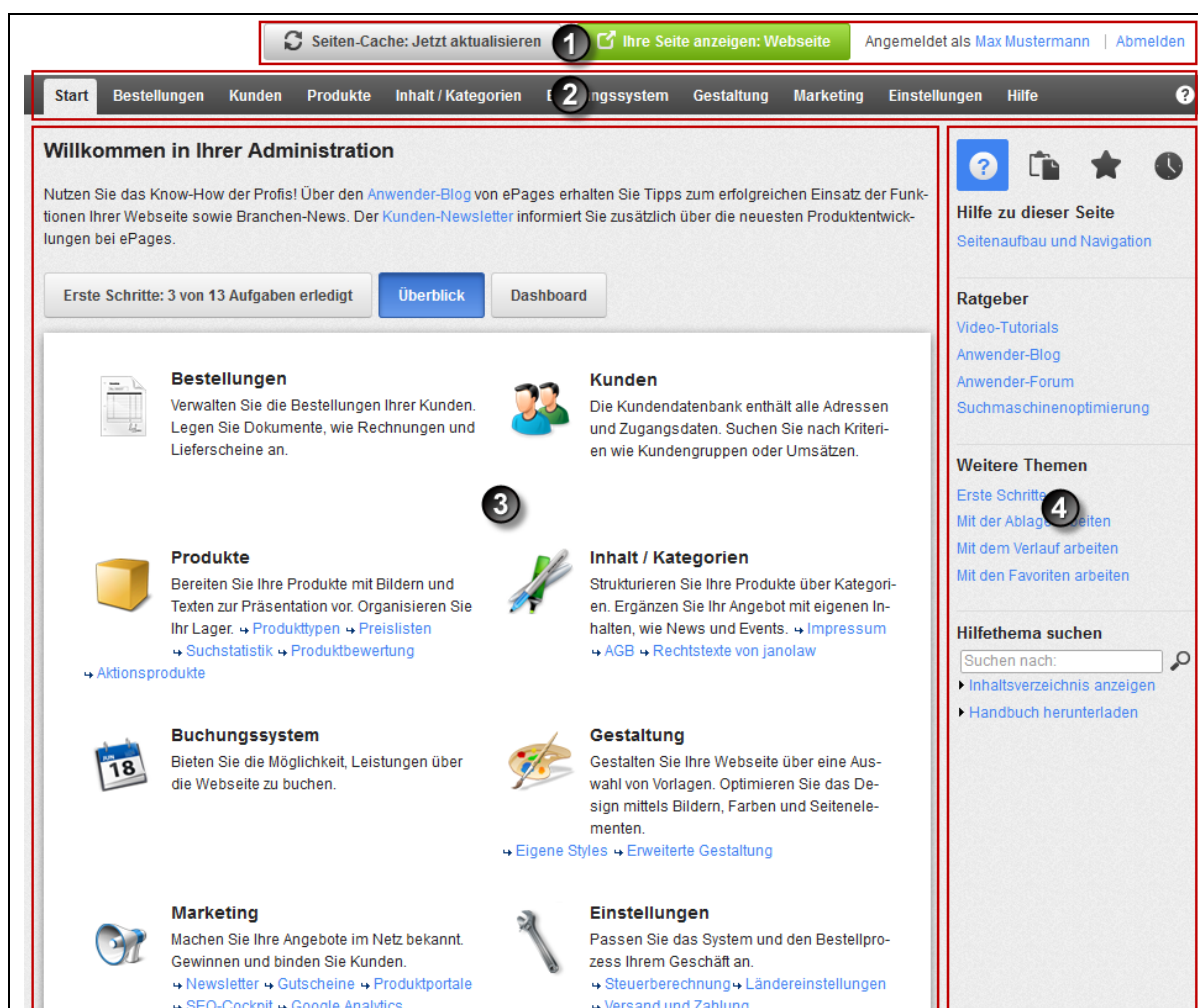 Seiten-Cache: Jetzt aktualisieren
1
Ihre Seite anzeigen: Webseite
Angemeldet als Max Mustermann | Abmelden
Start Bestellungen Kunden Produkte Inhalt / Kategorien
2
Gestaltung Marketing Einstellungen Hilfe ?
Willkommen in Ihrer Administration
Nutzen Sie das Know-How der Profis! Über den Anwender-Blog von ePages erhalten Sie Tipps zum erfolgreichen Einsatz der Funk-
tionen Ihrer Webseite sowie Branchen-News. Der Kunden-Newsletter informiert Sie zusätzlich über die neuesten Produktentwick-
lungen bei ePages.
Erste Schritte: 3 von 13 Aufgaben erledigt
Überblick
Dashboard
Bestellungen
Verwalten Sie die Bestellungen Ihrer Kunden.
Legen Sie Dokumente, wie Rechnungen und
Lieferscheine an.
Kunden
Die Kundendatenbank enthält alle Adressen
und Zugangsdaten. Suchen Sie nach Kriteri-
en wie Kundengruppen oder Umsätzen.
3
Produkte
Bereiten Sie Ihre Produkte mit Bildern und
Texten zur Präsentation vor. Organisieren Sie
Ihr Lager. ↳ Produkttypen ↳ Preislisten
↳ Suchstatistik ↳ Produktbewertung
↳ Aktionsprodukte
Inhalt / Kategorien
Strukturieren Sie Ihre Produkte über Kategori-
en. Ergänzen Sie Ihr Angebot mit eigenen In-
halten, wie News und Events. ↳ Impressum
↳ AGB ↳ Rechtstexte von janolaw
JUN
18
Buchungssystem
Bieten Sie die Möglichkeit, Leistungen über
die Webseite zu buchen.
Gestaltung
Gestalten Sie Ihre Webseite über eine Aus-
wahl von Vorlagen. Optimieren Sie das De-
sign mittels Bildern, Farben und Seitenele-
menten.
↳ Eigene Styles ↳ Erweiterte Gestaltung
Marketing
Machen Sie Ihre Angebote im Netz bekannt.
Gewinnen und binden Sie Kunden.
↳ Newsletter ↳ Gutscheine ↳ Produktportale
↳ SEO-Cockpit ↳ Google Analytics
Einstellungen
Passen Sie das System und den Bestellpro-
zess Ihrem Geschäft an.
↳ Steuerberechnung ↳ Ländereinstellungen
↳ Versand und Zahlung
?
Hilfe zu dieser Seite
Seitenaufbau und Navigation
Ratgeber
Video-Tutorials
Anwender-Blog
Anwender-Forum
Suchmaschinenoptimierung
Weitere Themen
Erste Schritte
4
Mit der Ablage
Mit dem Verlauf arbeiten
Mit den Favoriten arbeiten
Hilfethema suchen
Suchen nach:
Inhaltsverzeichnis anzeigen
Handbuch herunterladen